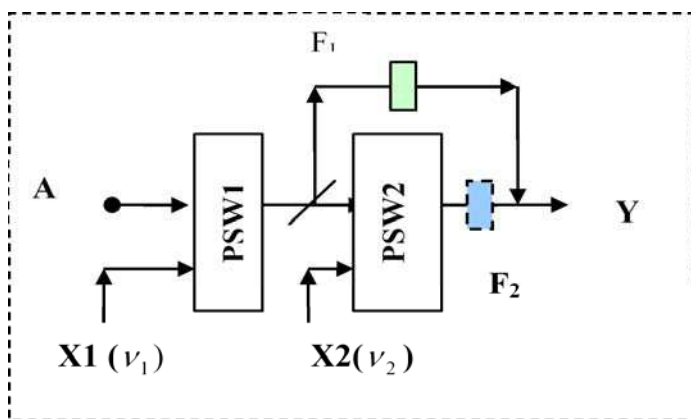 F₁
A
PSW1
PSW2
Y
F₂
X1 (ν₁)
X2(ν₂)